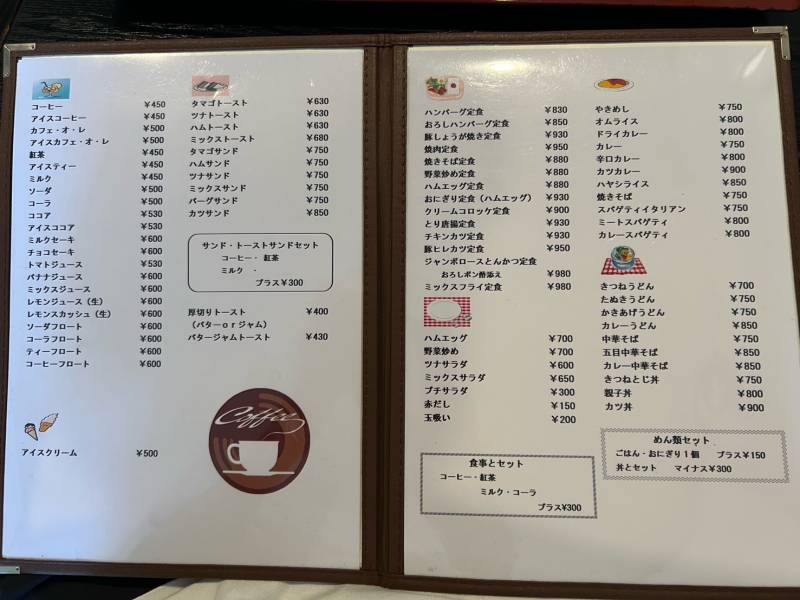 コーヒー ¥450
アイスコーヒー ¥450
カフェ・オ・レ ¥500
アイスカフェ・オ・レ ¥500
紅茶 ¥450
アイスティー ¥450
ミルク ¥450
ソーダ ¥500
コーラ ¥500
ココア ¥530
アイスココア ¥530
ミルクセーキ ¥600
チョコセーキ ¥600
トマトジュース ¥530
バナナジュース ¥600
ミックスジュース ¥600
レモンジュース(生) ¥600
レモンスカッシュ(生) ¥600
ソーダフロート ¥600
コーラフロート ¥600
ティーフロート ¥600
コーヒーフロート ¥600
アイスクリーム ¥500
タマゴトースト ¥630
ツナトースト ¥630
ハムトースト ¥630
ミックストースト ¥680
タマゴサンド ¥750
ハムサンド ¥750
ツナサンド ¥750
ミックスサンド ¥750
バーグサンド ¥750
カツサンド ¥850
サンド・トーストサンドセット
コーヒー・ 紅茶
ミルク ・
プラス¥300
厚切りトースト ¥400
(バターorジャム)
バタージャムトースト ¥430
Coffee
ハンバーグ定食 ¥830
おろしハンバーグ定食 ¥850
豚しょうが焼き定食 ¥930
焼肉定食 ¥950
焼きそば定食 ¥880
野菜炒め定食 ¥880
ハムエッグ定食 ¥880
おにぎり定食(ハムエッグ) ¥930
クリームコロッケ定食 ¥900
とり唐揚定食 ¥930
チキンカツ定食 ¥930
豚ヒレカツ定食 ¥950
ジャンボロースとんかつ定食
おろしポン酢添え ¥980
ミックスフライ定食 ¥980
ハムエッグ ¥700
野菜炒め ¥700
ツナサラダ ¥600
ミックスサラダ ¥650
プチサラダ ¥300
赤だし ¥150
玉吸い ¥200
食事とセット
コーヒー・紅茶
ミルク・コーラ
プラス¥300
やきめし ¥750
オムライス ¥800
ドライカレー ¥800
カレー ¥750
辛口カレー ¥800
カツカレー ¥900
ハヤシライス ¥850
焼きそば ¥750
スパゲティイタリアン ¥750
ミートスパゲティ ¥800
カレースパゲティ ¥800
きつねうどん ¥700
たぬきうどん ¥750
かきあげうどん ¥750
カレーうどん ¥850
中華そば ¥750
五目中華そば ¥850
カレー中華そば ¥850
きつねとじ丼 ¥750
親子丼 ¥800
カツ丼 ¥900
めん類セット
ごはん・おにぎり1個 プラス¥150
丼とセット マイナス¥300